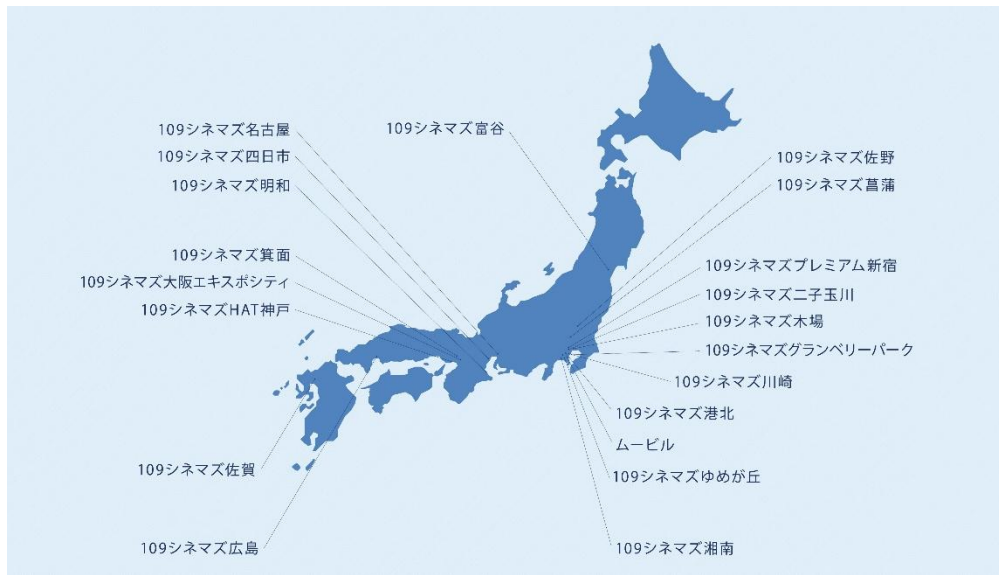 109シネマズ名古屋
109シネマズ四日市
109シネマズ明和
109シネマズ箕面
109シネマズ大阪エキスポシティ
109シネマズHAT神戸
109シネマズ佐賀
109シネマズ広島
109シネマズ富谷
109シネマズ佐野
109シネマズ菖蒲
109シネマズプレミアム新宿
109シネマズ二子玉川
109シネマズ木場
109シネマズグランベリーパーク
109シネマズ川崎
109シネマズ港北
ムービル
109シネマズゆめが丘
109シネマズ湘南